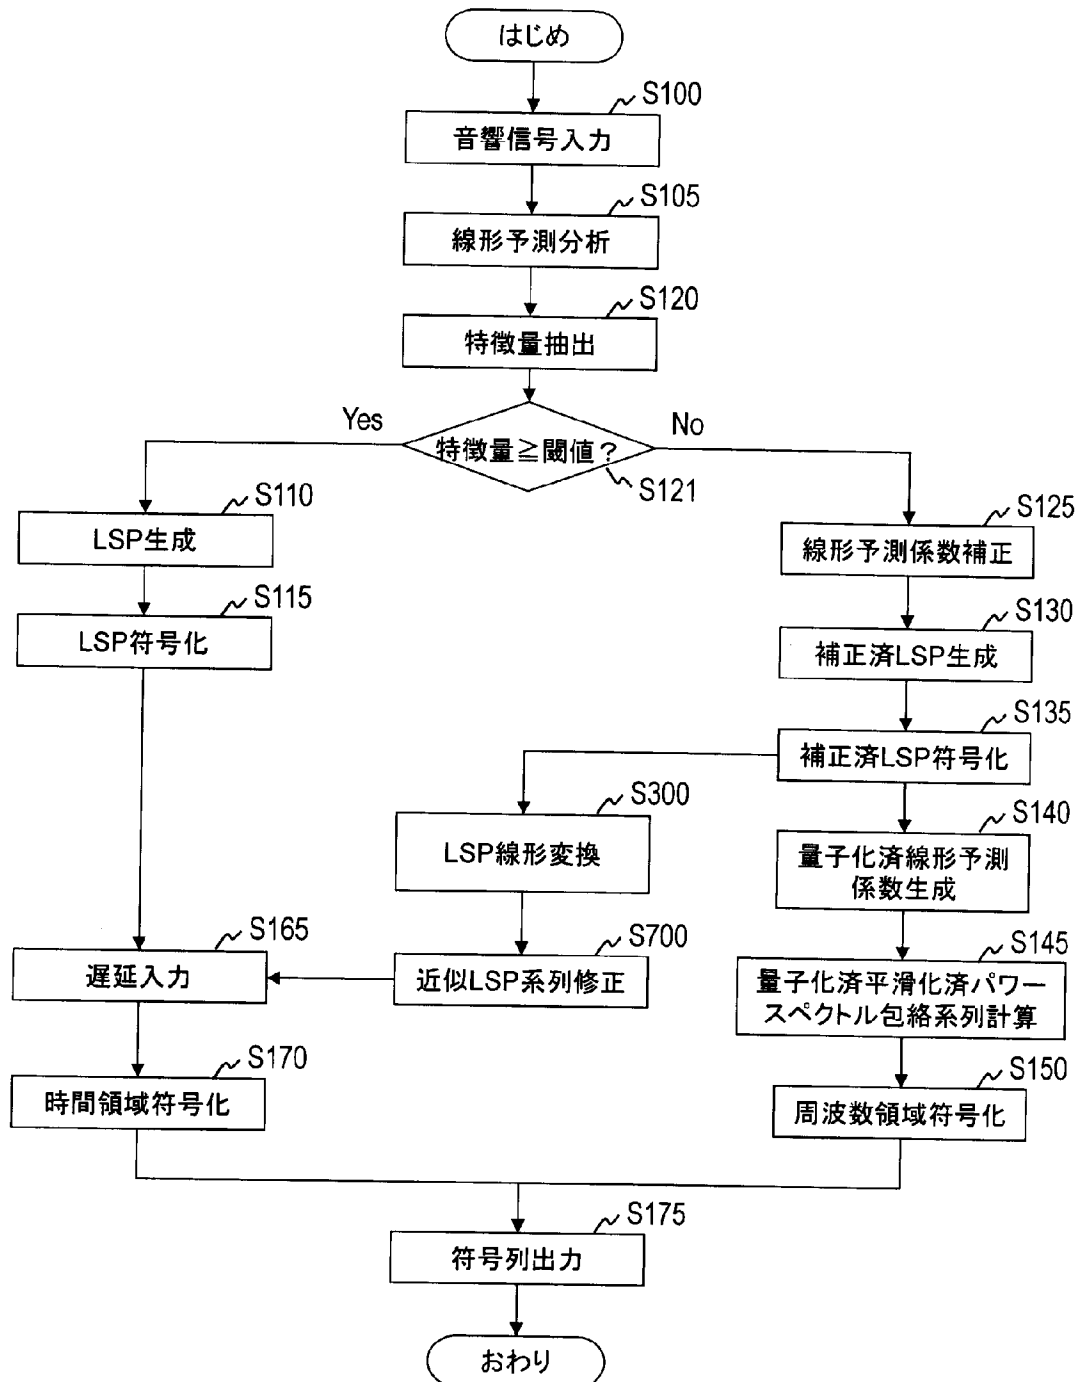 はじめ
S100
音響信号入力
S105
線形予測分析
S120
特徴量抽出
Yes
No
特徴量≧閾値？
S121
S110
LSP生成
S115
LSP符号化
S125
線形予測係数補正
S130
補正済LSP生成
S135
補正済LSP符号化
S300
LSP線形変換
S140
量子化済線形予測
係数生成
S165
遅延入力
S700
近似LSP系列修正
S145
量子化済平滑化済パワー
スペクトル包絡系列計算
S170
時間領域符号化
S150
周波数領域符号化
S175
符号列出力
おわり